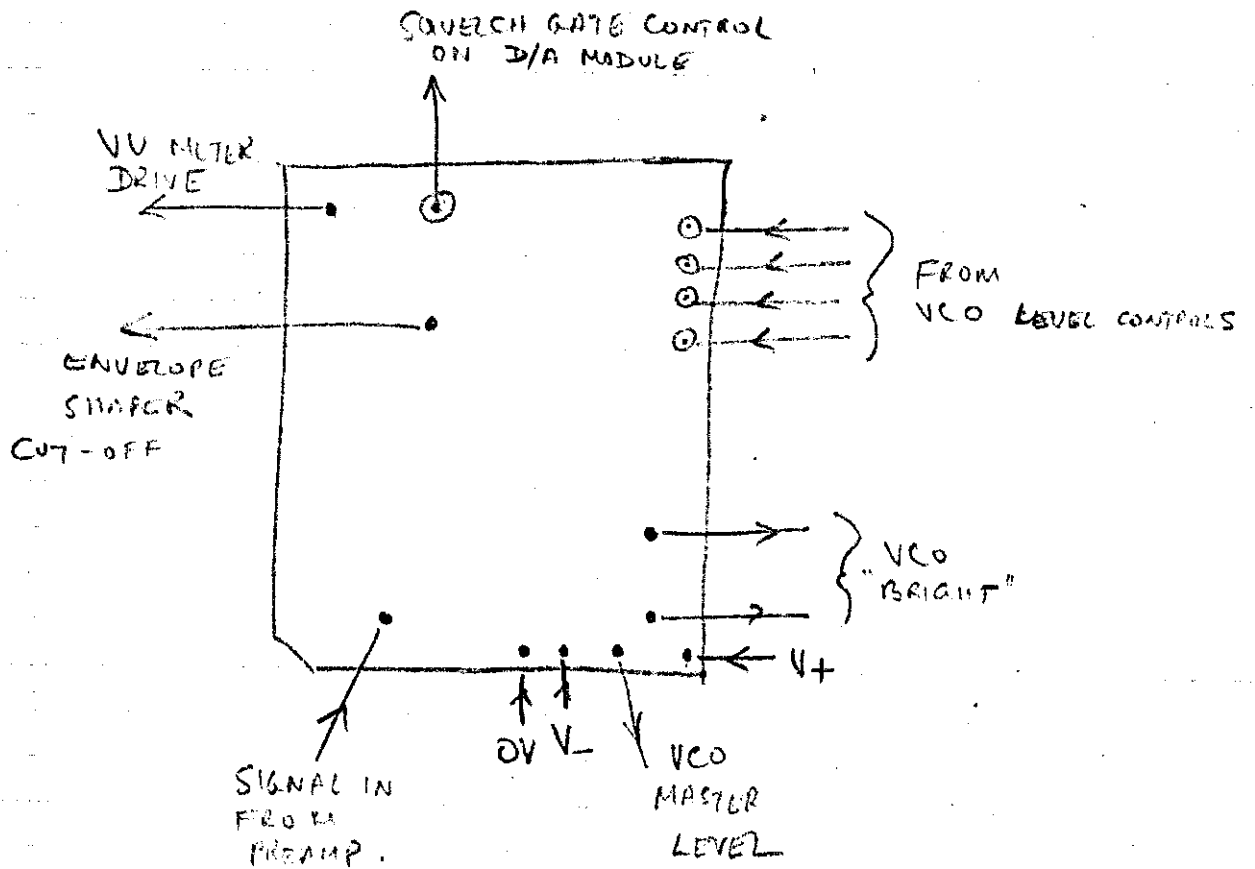 SQUELCH GATE CONTROL
ON D/A MODULE
VU METER
DRIVE
FROM
VCO LEVEL CONTROLS
ENVELOPE
SHAPER
CUT-OFF
VCO
"BRIGHT"
V+
0V V-
VCO
MASTER
LEVEL
SIGNAL IN
FROM
PREAMP.